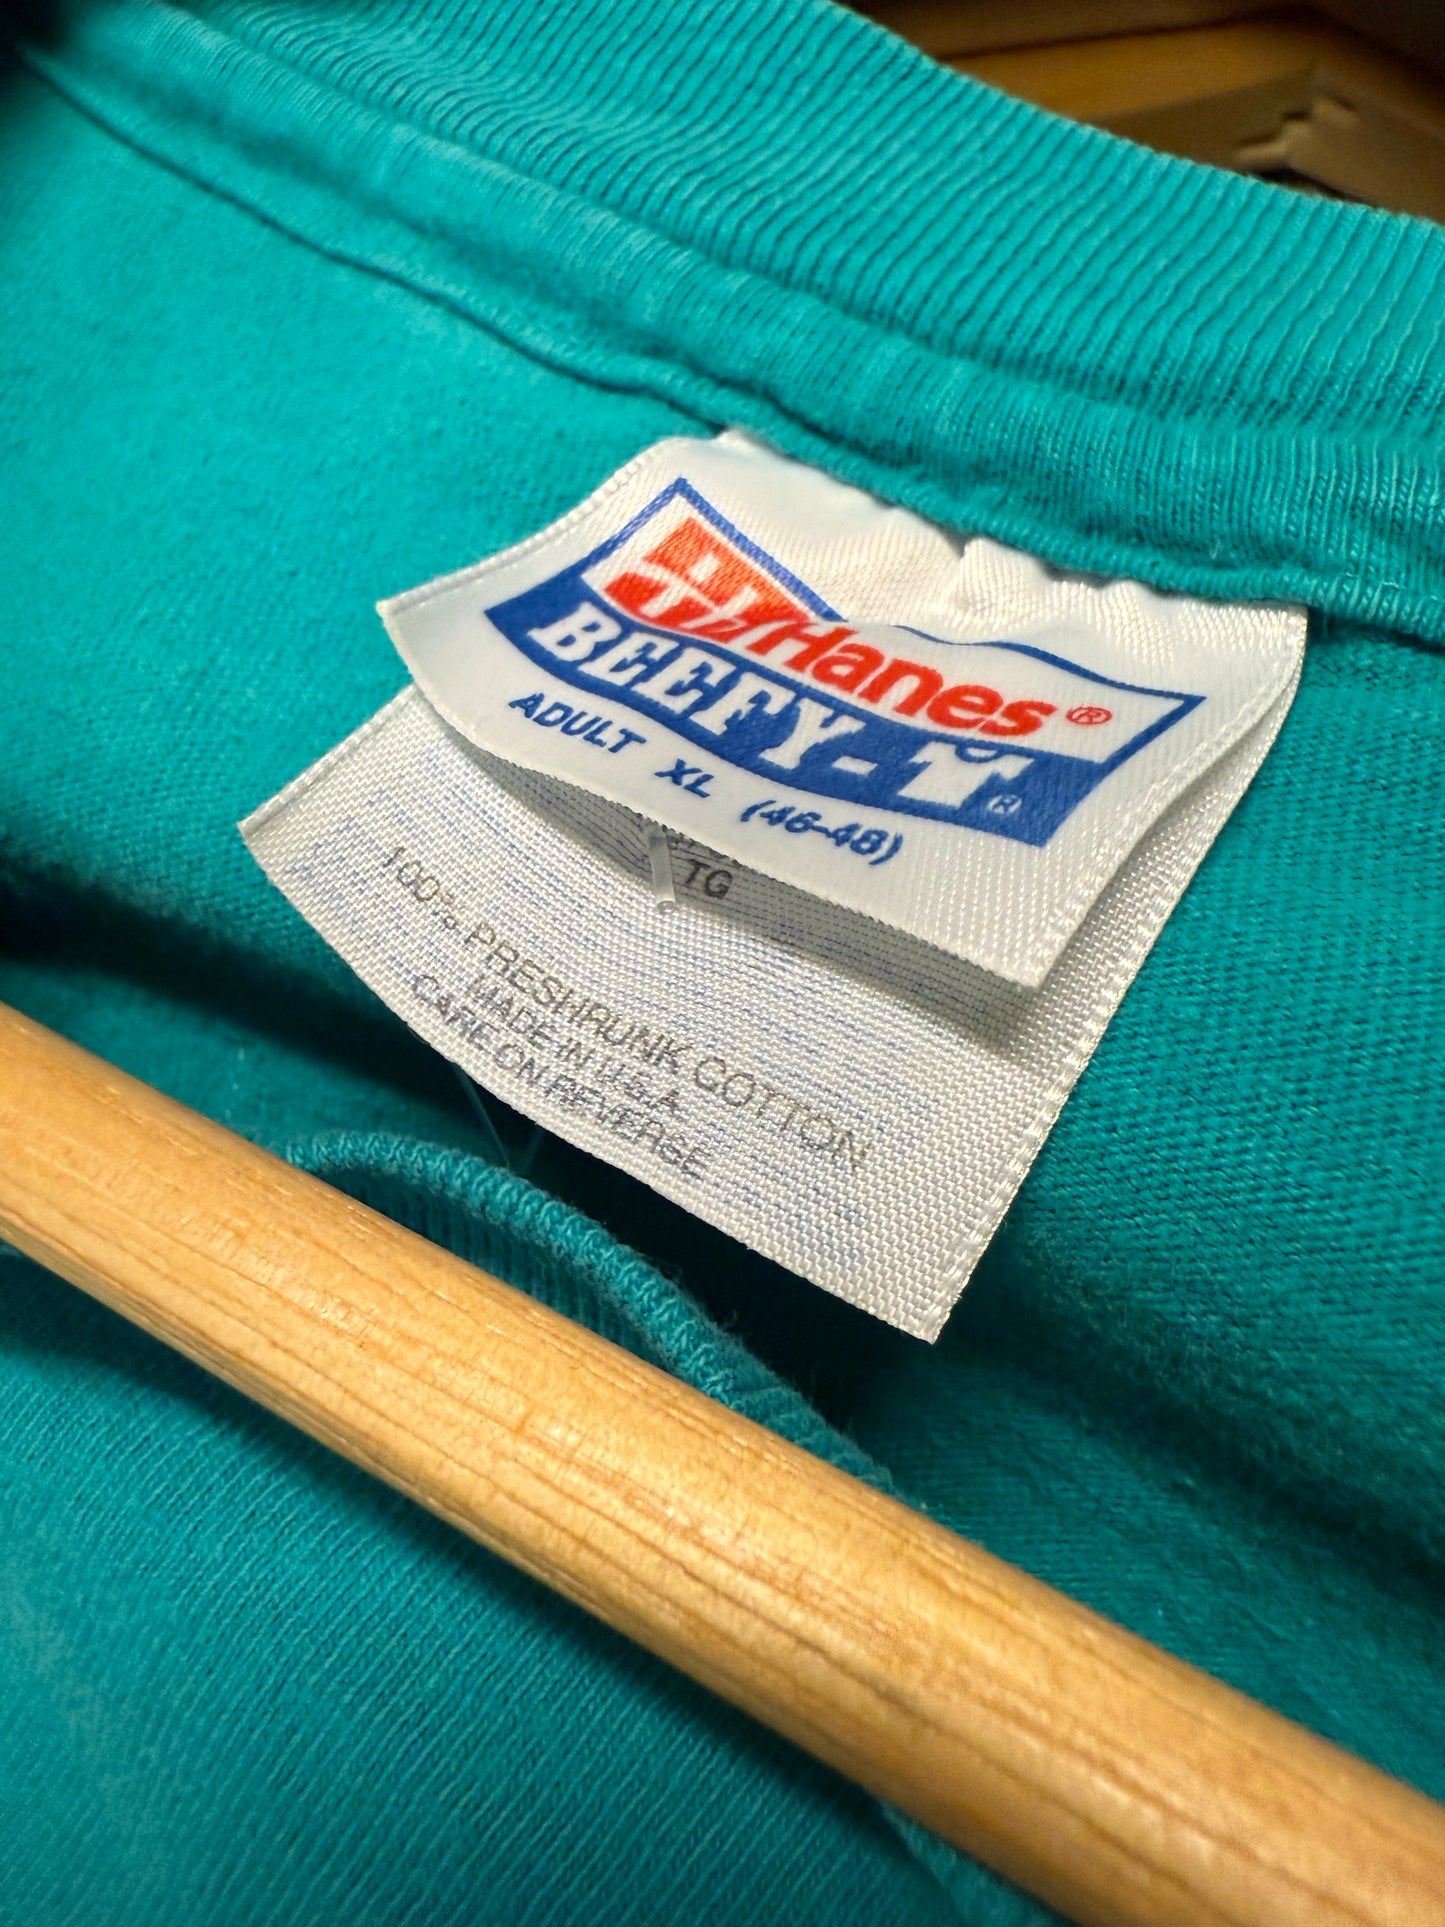 Hanes®
BEEFY-T®
ADULT XL (46-48)
TG
100% PRESHRUNK COTTON
MADE IN U.S.A
CARE ON REVERSE